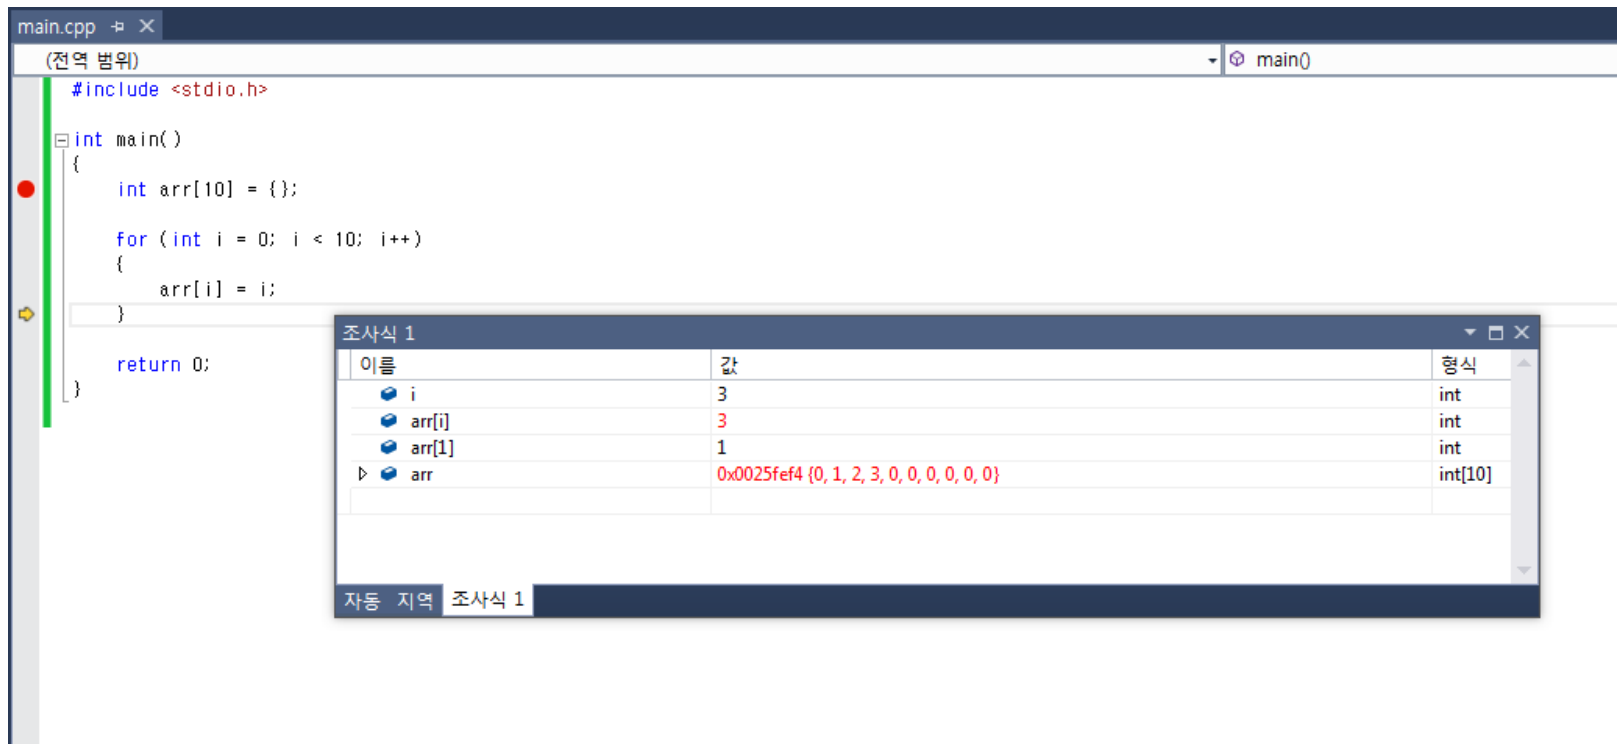 main.cpp
(전역 범위) main()
#include <stdio.h>
int main()
{
int arr[10] = {};
for (int i = 0; i < 10; i++)
{
arr[i] = i;
}
return 0;
}
조사식 1
이름 값 형식
i 3 int
arr[i] 3 int
arr[1] 1 int
arr 0x0025fef4 {0, 1, 2, 3, 0, 0, 0, 0, 0, 0} int[10]
자동 지역 조사식 1